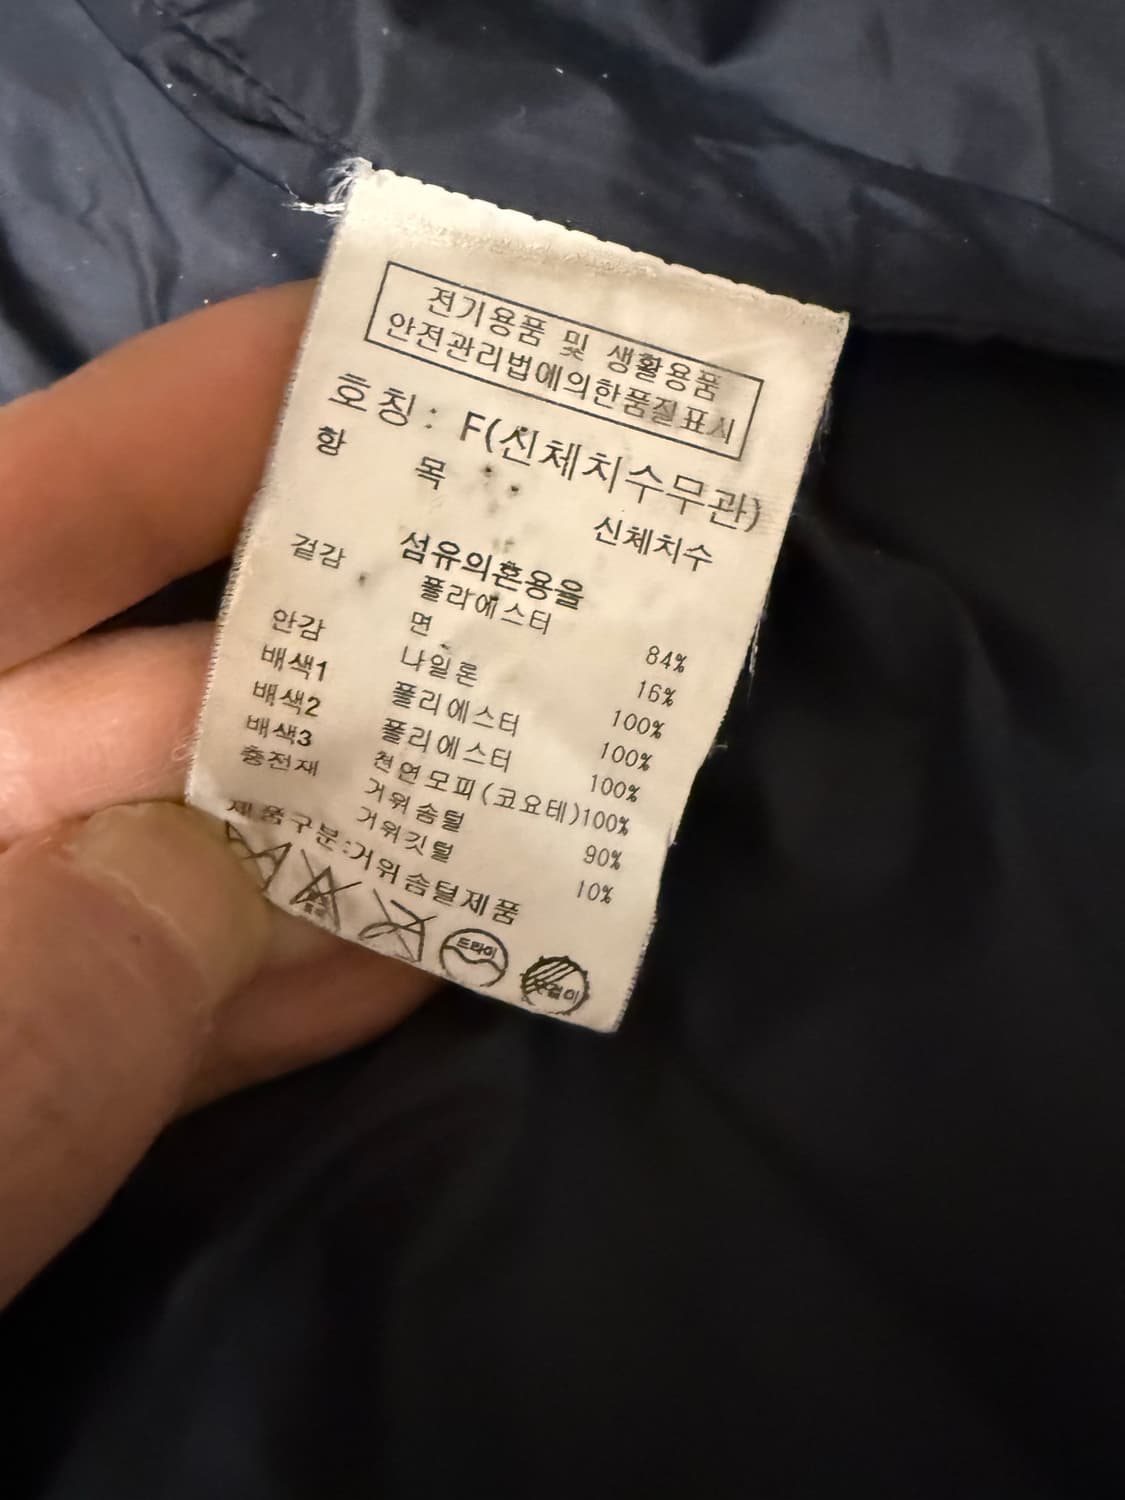 전기용품 및 생활용품
안전관리법에의한품질표시
호칭: F(신체치수무관)
항 목 신체치수
섬유의혼용율
겉감 폴라에스터 84%
면 16%
안감 나일론 100%
배색1 폴리에스터 100%
배색2 폴리에스터 100%
배색3 천연모피(코요테)100%
충전재 거위솜털 90%
거위깃털 10%
제품구분:거위솜털제품
드라이
옷걸이